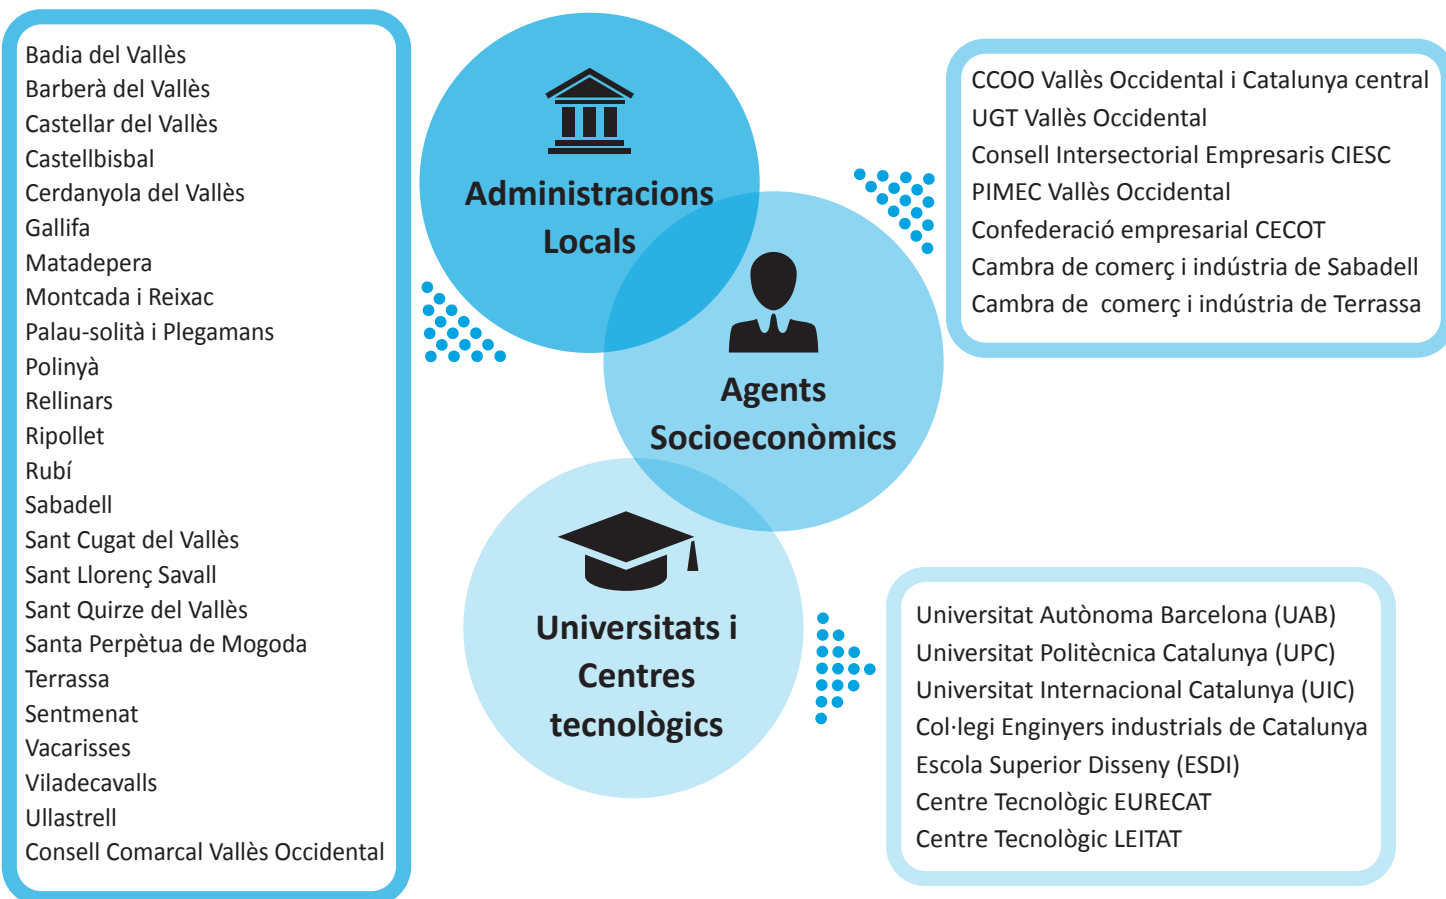 Badia del Vallès
Barberà del Vallès
Castellar del Vallès
Castellbisbal
Cerdanyola del Vallès
Gallifa
Matadepera
Montcada i Reixac
Palau-solità i Plegamans
Polinyà
Rellinars
Ripollet
Rubí
Sabadell
Sant Cugat del Vallès
Sant Llorenç Savall
Sant Quirze del Vallès
Santa Perpètua de Mogoda
Terrassa
Sentmenat
Vacarisses
Viladecavalls
Ullastrell
Consell Comarcal Vallès Occidental
Administracions
Locals
Agents
Socioeconòmics
Universitats i
Centres
tecnològics
CCOO Vallès Occidental i Catalunya central
UGT Vallès Occidental
Consell Intersectorial Empresaris CIESC
PIMEC Vallès Occidental
Confederació empresarial CECOT
Cambra de comerç i indústria de Sabadell
Cambra de  comerç i indústria de Terrassa
Universitat Autònoma Barcelona (UAB)
Universitat Politècnica Catalunya (UPC)
Universitat Internacional Catalunya (UIC)
Col·legi Enginyers industrials de Catalunya
Escola Superior Disseny (ESDI)
Centre Tecnològic EURECAT
Centre Tecnològic LEITAT